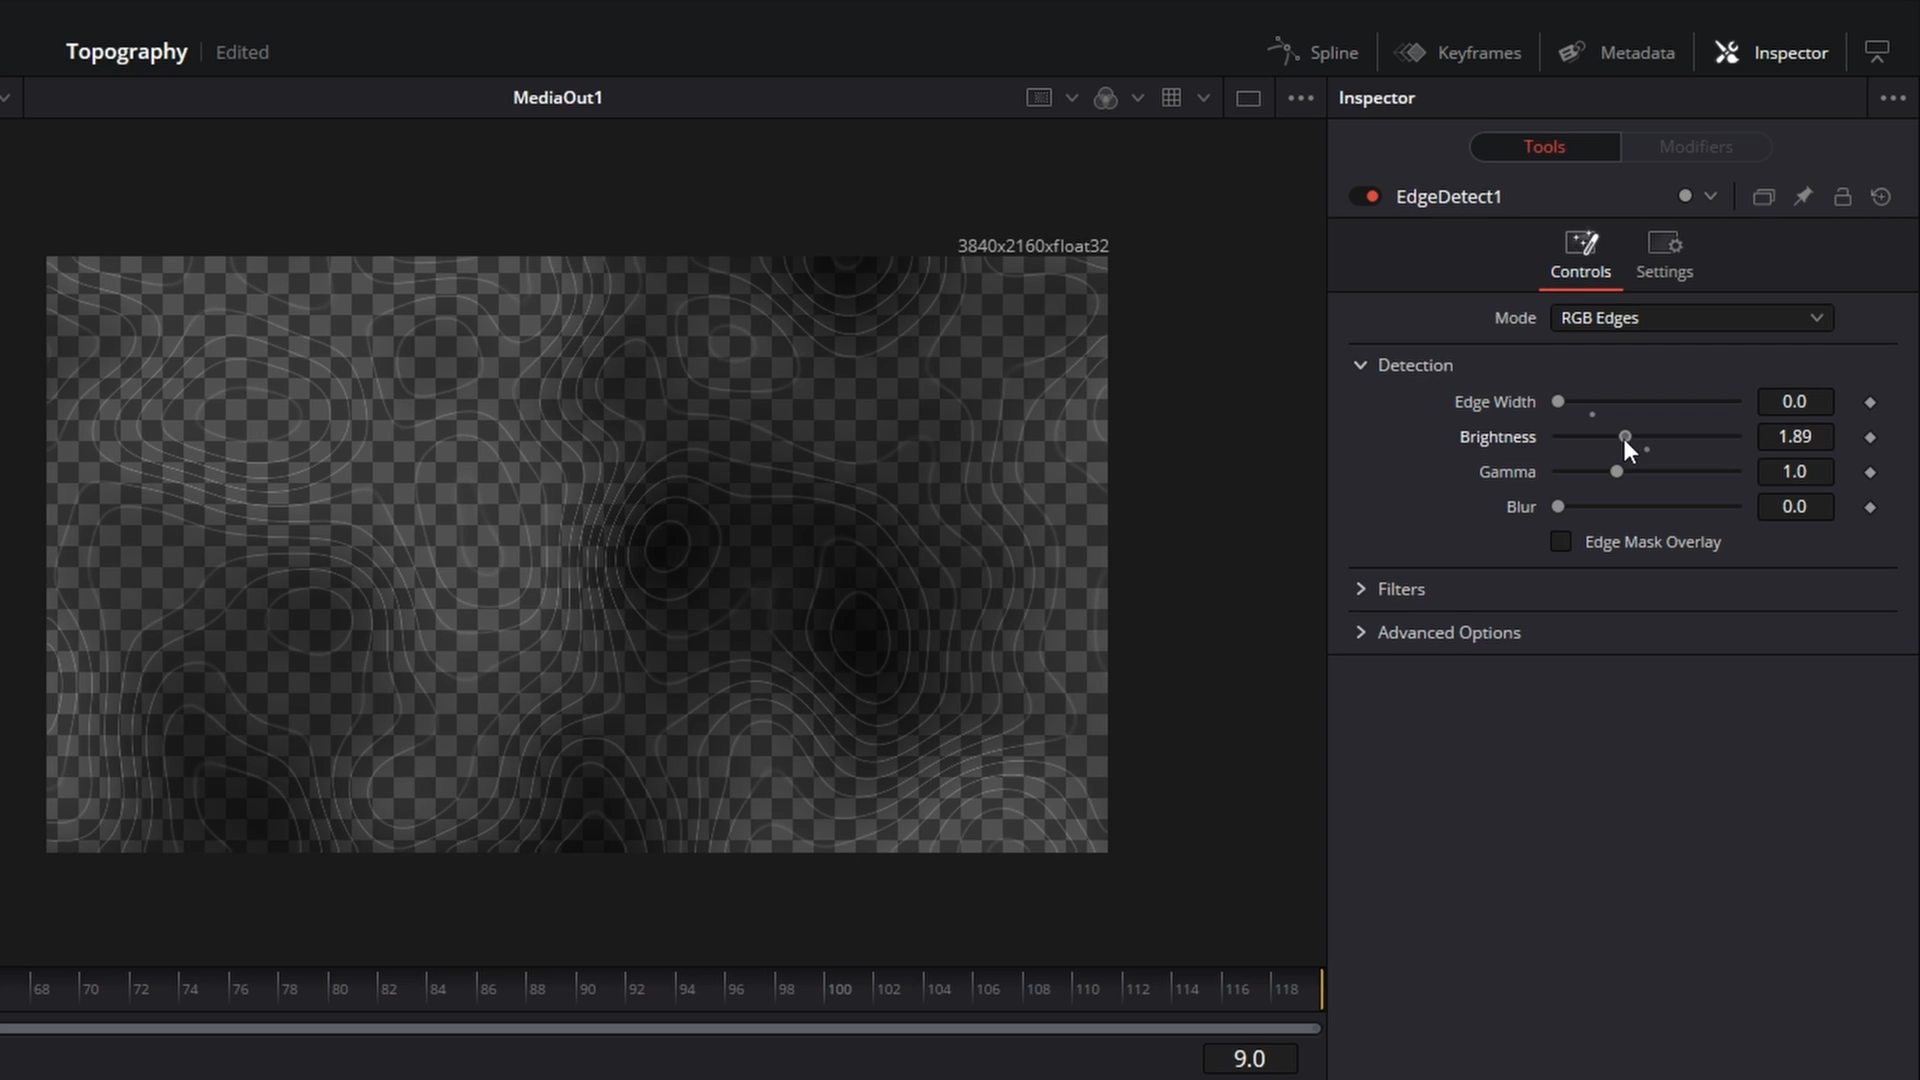 Topography
Edited
Spline
Keyframes
Metadata
Inspector
MediaOut1
Inspector
Tools
Modifiers
EdgeDetect1
3840x2160xfloat32
Controls
Settings
Mode
RGB Edges
Detection
Edge Width
0.0
Brightness
1.89
Gamma
1.0
Blur
0.0
Edge Mask Overlay
Filters
Advanced Options
68 70 72 74 76 78 80 82 84 86 88 90 92 94 96 98 100 102 104 106 108 110 112 114 116 118
9.0